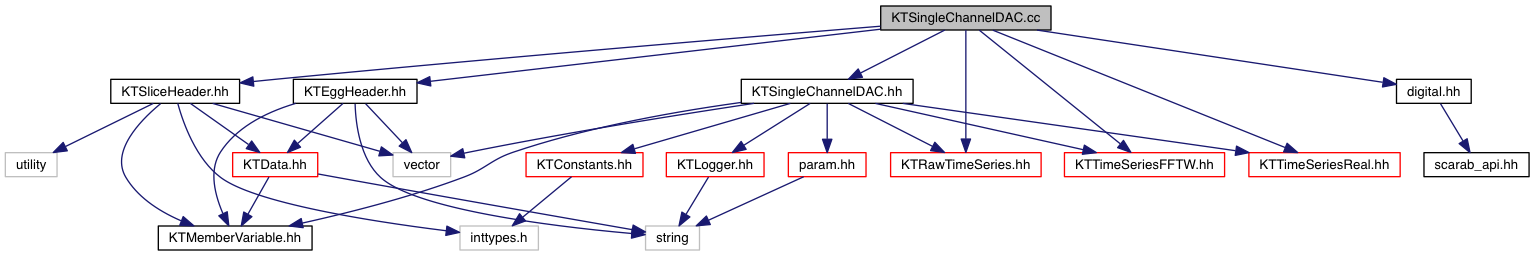 KTSingleChannelDAC.cc
KTSliceHeader.hh
KTEggHeader.hh
KTSingleChannelDAC.hh
digital.hh
utility
KTData.hh
vector
KTConstants.hh
KTLogger.hh
param.hh
KTRawTimeSeries.hh
KTTimeSeriesFFTW.hh
KTTimeSeriesReal.hh
scarab_api.hh
KTMemberVariable.hh
inttypes.h
string